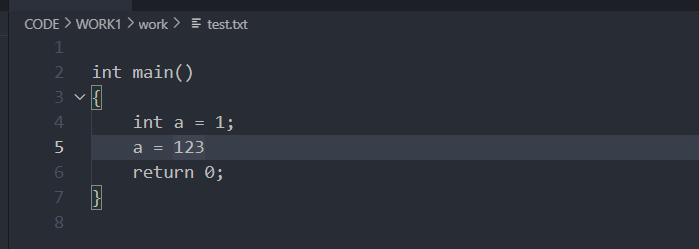 CODE > WORK1 > work > test.txt
1
2 int main()
3 {
4 int a = 1;
5 a = 123
6 return 0;
7 }
8